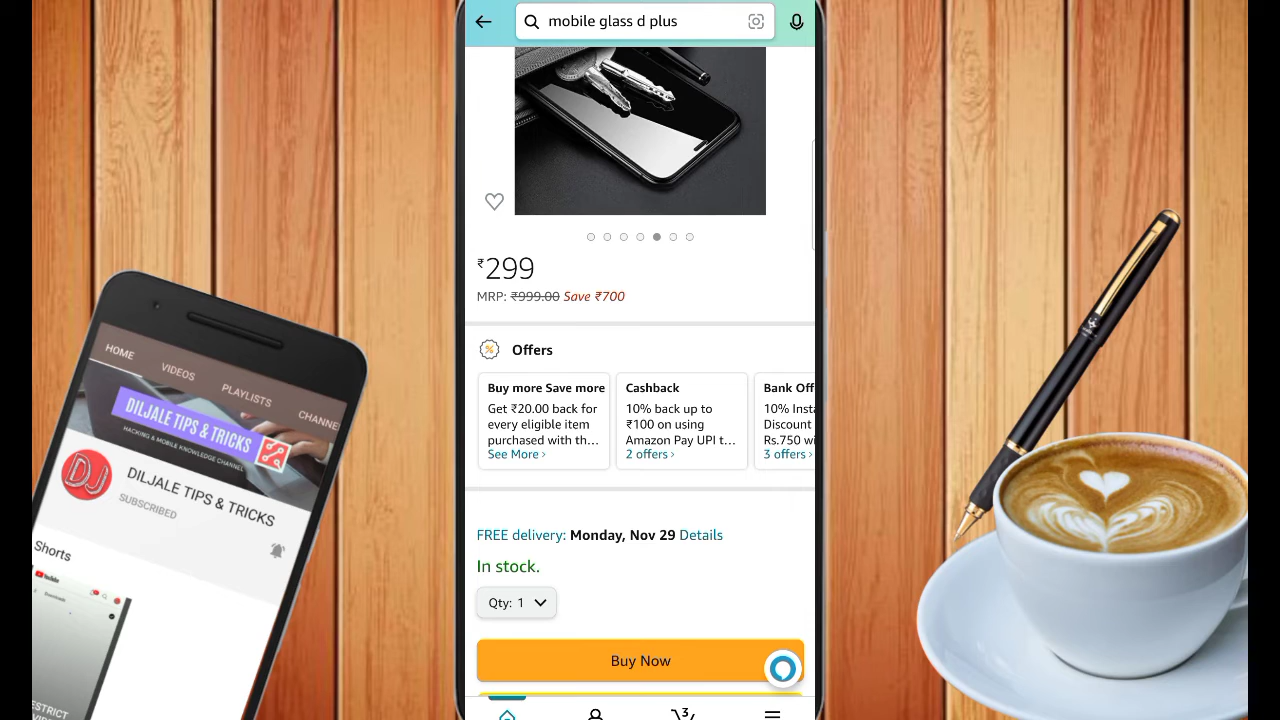 mobile glass d plus
₹299
MRP: ₹999.00 Save ₹700
Offers
Buy more Save more
Get ₹20.00 back for
every eligible item
purchased with th...
See More ›
Cashback
10% back up to
₹100 on using
Amazon Pay UPI t...
2 offers ›
Bank Off
10% Insta
Discount
Rs.750 wi
3 offers ›
FREE delivery: Monday, Nov 29 Details
In stock.
Qty: 1
Buy Now
3
HOME VIDEOS PLAYLISTS CHANNE
DILJALE TIPS & TRICKS
HACKING & MOBILE KNOWLEDGE CHANNEL
DJ
DILJALE TIPS & TRICKS
SUBSCRIBED
Shorts
YouTube
Downloads